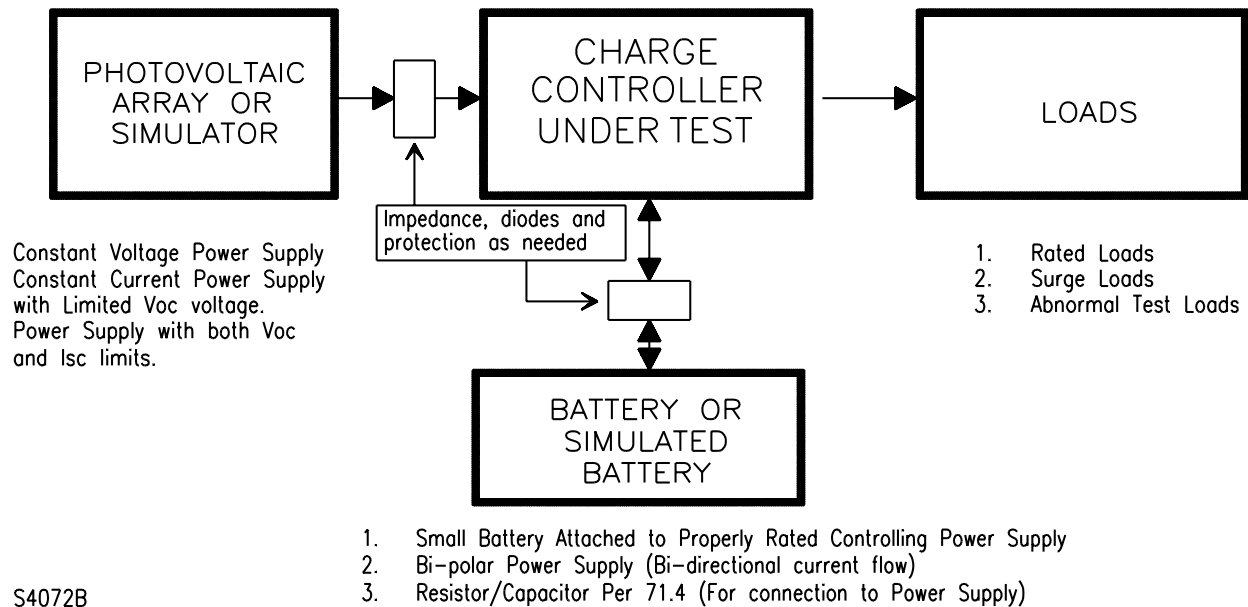 PHOTOVOLTAIC
ARRAY OR
SIMULATOR
CHARGE
CONTROLLER
UNDER TEST
LOADS
Impedance, diodes and
protection as needed
Constant Voltage Power Supply
Constant Current Power Supply
with Limited Voc voltage.
Power Supply with both Voc
and Isc limits.
1. Rated Loads
2. Surge Loads
3. Abnormal Test Loads
BATTERY OR
SIMULATED
BATTERY
1. Small Battery Attached to Properly Rated Controlling Power Supply
2. Bi-polar Power Supply (Bi-directional current flow)
3. Resistor/Capacitor Per 71.4 (For connection to Power Supply)
S4072B